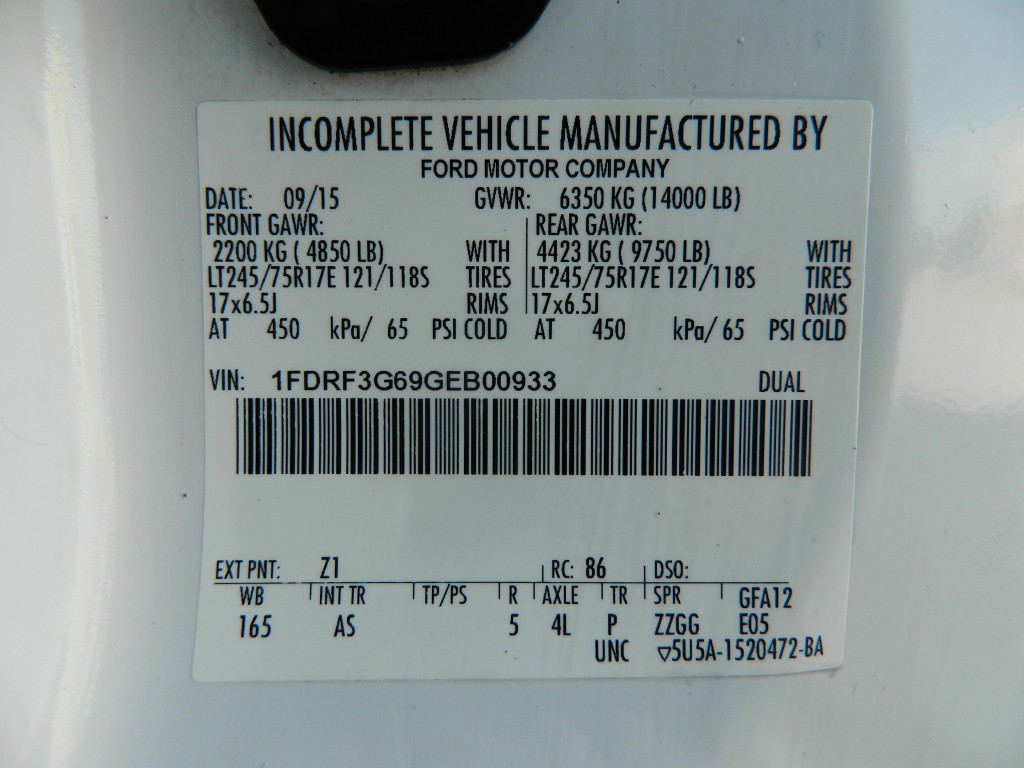 INCOMPLETE VEHICLE MANUFACTURED BY
FORD MOTOR COMPANY
DATE: 09/15 GVWR: 6350 KG (14000 LB)
FRONT GAWR: REAR GAWR:
2200 KG ( 4850 LB) WITH 4423 KG ( 9750 LB) WITH
LT245/75R17E 121/118S TIRES LT245/75R17E 121/118S TIRES
17x6.5J RIMS 17x6.5J RIMS
AT 450 kPa/ 65 PSI COLD AT 450 kPa/ 65 PSI COLD
VIN: 1FDRF3G69GEB00933 DUAL
EXT PNT: Z1 RC: 86 DSO:
WB INT TR TP/PS R AXLE TR SPR GFA12
165 AS 5 4L P ZZGG E05
UNC ▽5U5A-1520472-BA